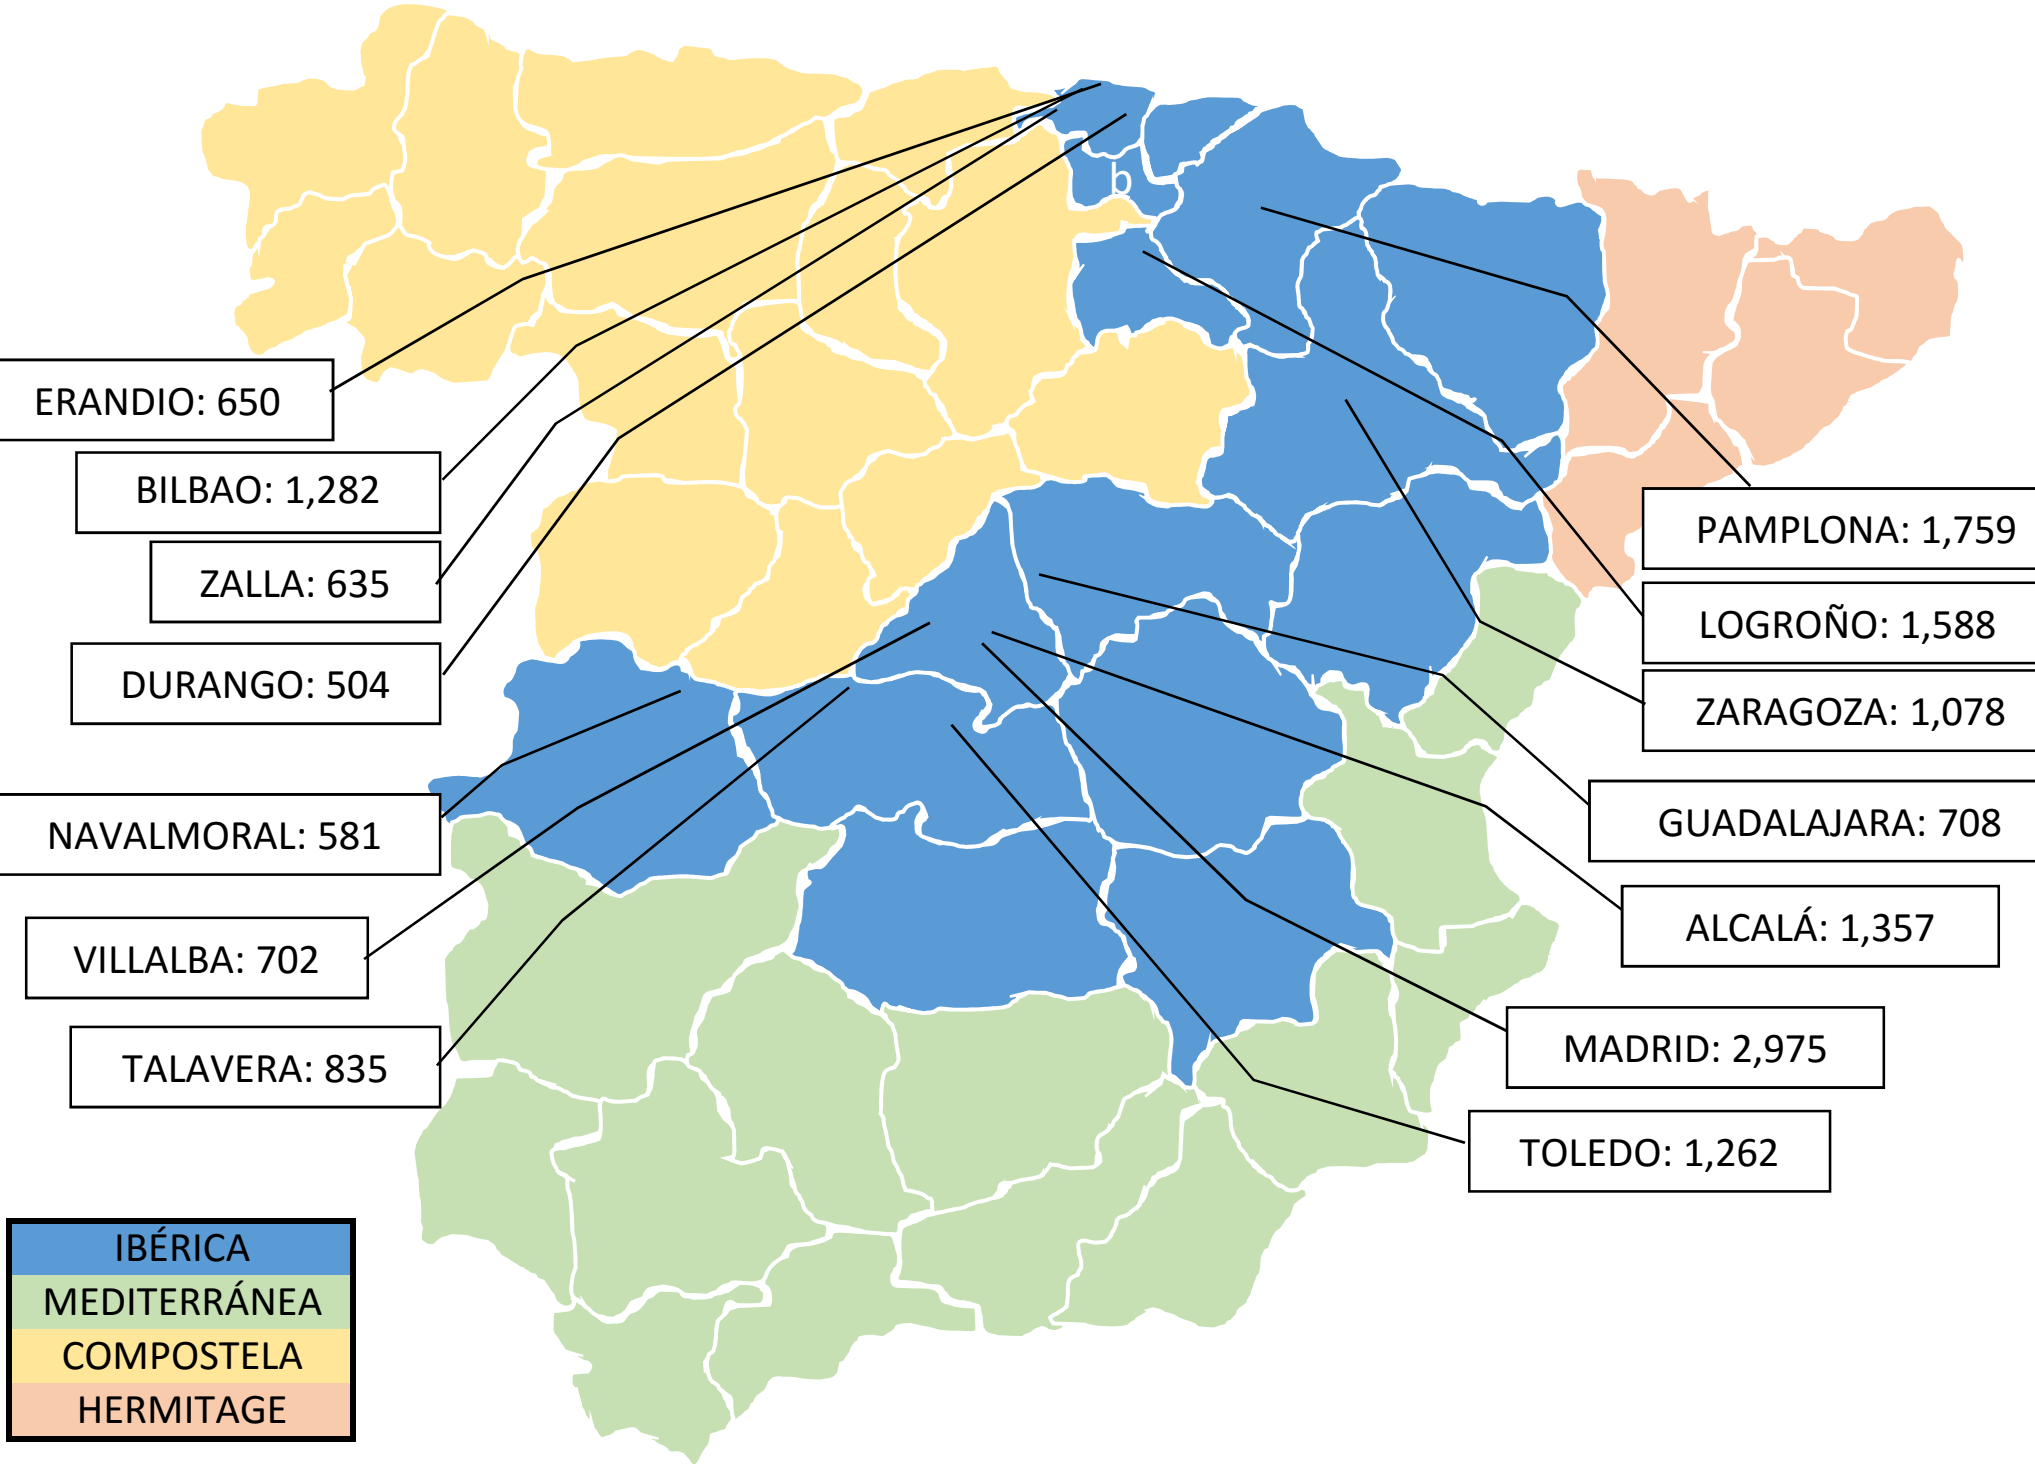 b
ERANDIO: 650
BILBAO: 1,282
ZALLA: 635
DURANGO: 504
NAVALMORAL: 581
VILLALBA: 702
TALAVERA: 835
PAMPLONA: 1,759
LOGROÑO: 1,588
ZARAGOZA: 1,078
GUADALAJARA: 708
ALCALÁ: 1,357
MADRID: 2,975
TOLEDO: 1,262
IBÉRICA
MEDITERRÁNEA
COMPOSTELA
HERMITAGE